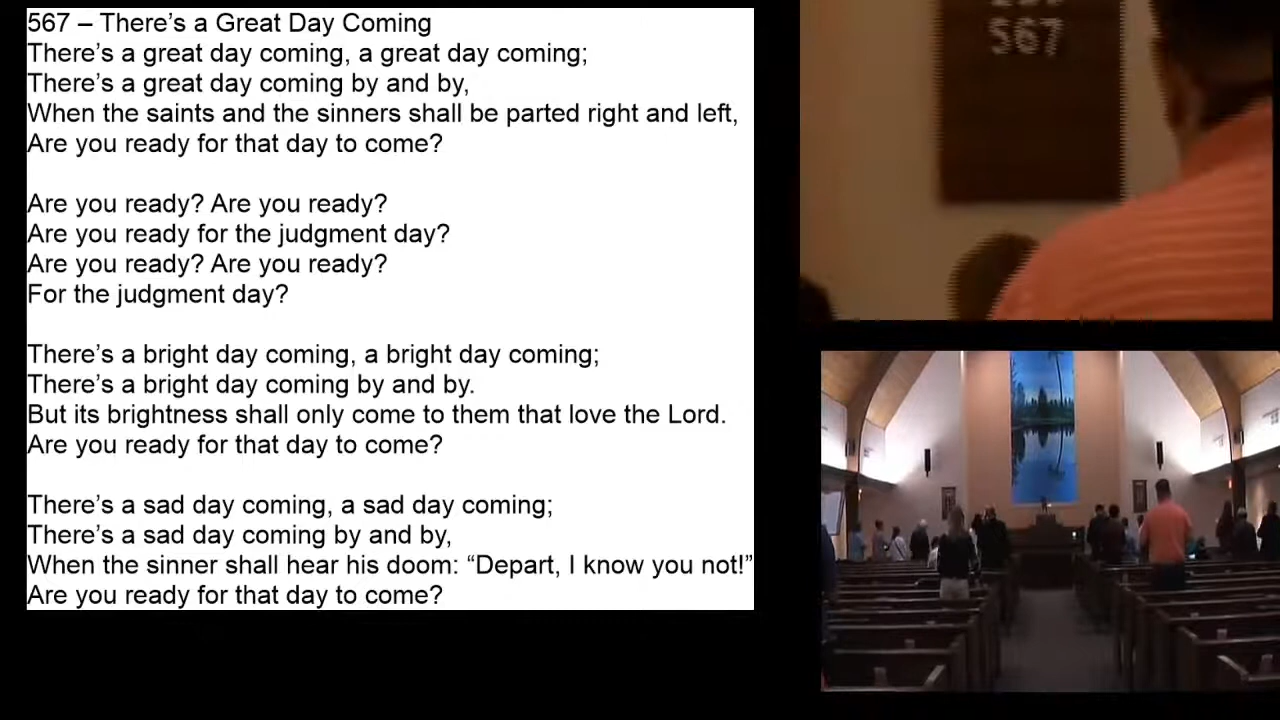 567 – There’s a Great Day Coming
There’s a great day coming, a great day coming;
There’s a great day coming by and by,
When the saints and the sinners shall be parted right and left,
Are you ready for that day to come?
Are you ready? Are you ready?
Are you ready for the judgment day?
Are you ready? Are you ready?
For the judgment day?
There’s a bright day coming, a bright day coming;
There’s a bright day coming by and by.
But its brightness shall only come to them that love the Lord.
Are you ready for that day to come?
There’s a sad day coming, a sad day coming;
There’s a sad day coming by and by,
When the sinner shall hear his doom: “Depart, I know you not!”
Are you ready for that day to come?
567